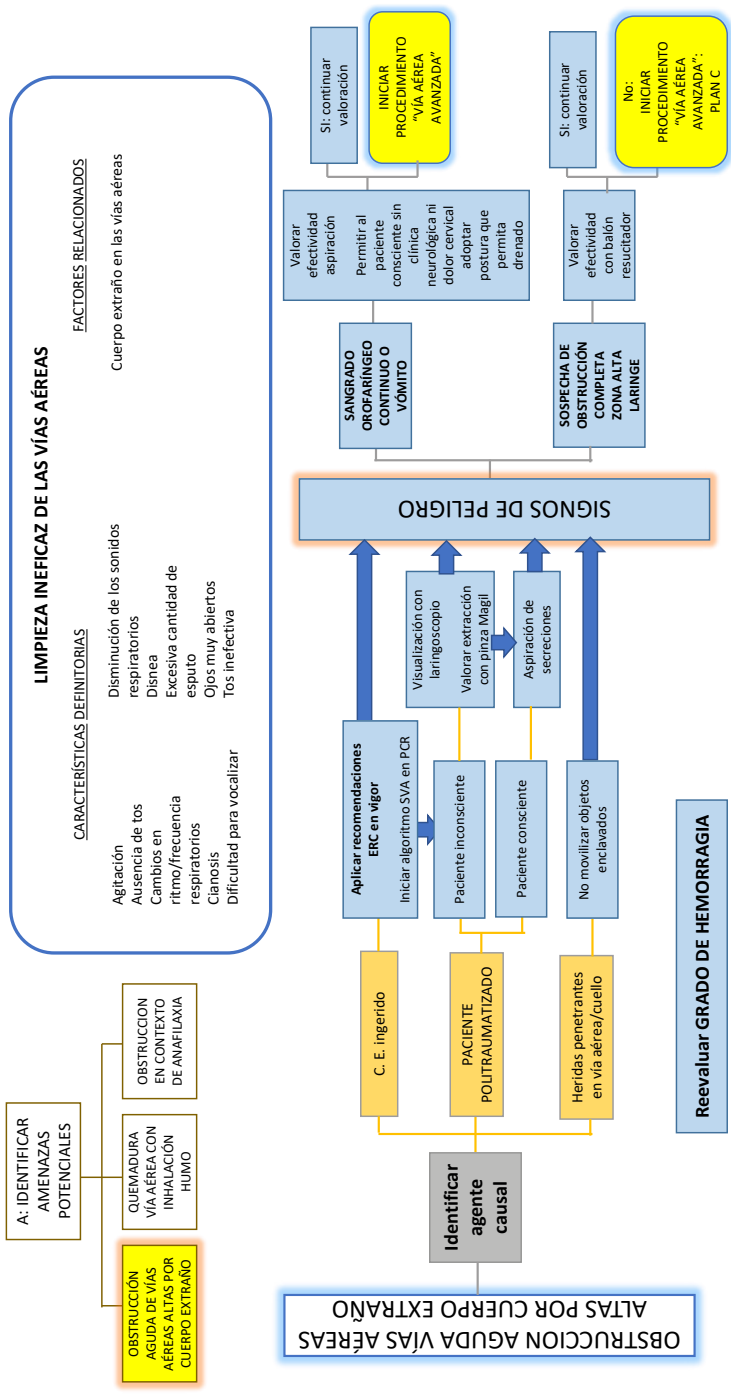 A: IDENTIFICAR
AMENAZAS
POTENCIALES
OBSTRUCCIÓN
AGUDA DE VÍAS
AÉREAS ALTAS POR
CUERPO EXTRAÑO
QUEMADURA
VÍA AÉREA CON
INHALACIÓN
HUMO
OBSTRUCCION
EN CONTEXTO
DE ANAFILAXIA
LIMPIEZA INEFICAZ DE LAS VÍAS AÉREAS
CARACTERÍSTICAS DEFINITORIAS
Agitación
Ausencia de tos
Cambios en
ritmo/frecuencia
respiratorios
Cianosis
Dificultad para vocalizar
Disminución de los sonidos
respiratorios
Disnea
Excesiva cantidad de
esputo
Ojos muy abiertos
Tos inefectiva
FACTORES RELACIONADOS
Cuerpo extraño en las vías aéreas
OBSTRUCCION AGUDA VÍAS AÉREAS
ALTAS POR CUERPO EXTRAÑO
Identificar
agente
causal
C. E. ingerido
PACIENTE
POLITRAUMATIZADO
Heridas penetrantes
en vía aérea/cuello
Aplicar recomendaciones
ERC en vigor
Iniciar algoritmo SVA en PCR
Paciente inconsciente
Paciente consciente
No movilizar objetos
enclavados
Visualización con
laringoscopio
Valorar extracción
con pinza Magil
Aspiración de
secreciones
SIGNOS DE PELIGRO
SANGRADO
OROFARÍNGEO
CONTINUO O
VÓMITO
Valorar
efectividad
aspiración
Permitir al
paciente
consciente sin
clínica
neurológica ni
dolor cervical
adoptar
postura que
permita
drenado
SI: continuar
valoración
INICIAR
PROCEDIMIENTO
“VÍA AÉREA
AVANZADA”
SOSPECHA DE
OBSTRUCCIÓN
COMPLETA
ZONA ALTA
LARINGE
Valorar
efectividad
con balón
resucitador
SI: continuar
valoración
No:
INICIAR
PROCEDIMIENTO
“VÍA AÉREA
AVANZADA”:
PLAN C
Reevaluar GRADO DE HEMORRAGIA